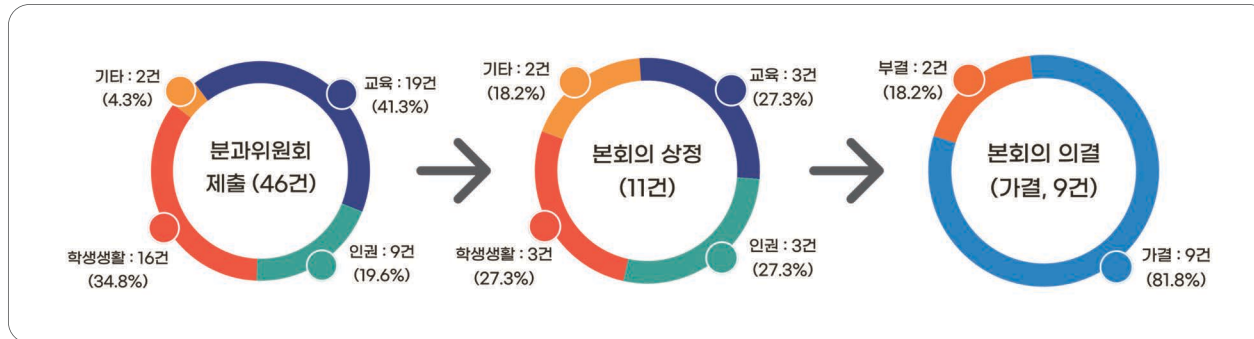 기타 : 2건
(4.3%)
교육 : 19건
(41.3%)
분과위원회
제출 (46건)
학생생활 : 16건
(34.8%)
인권 : 9건
(19.6%)
기타 : 2건
(18.2%)
교육 : 3건
(27.3%)
본회의 상정
(11건)
학생생활 : 3건
(27.3%)
인권 : 3건
(27.3%)
부결 : 2건
(18.2%)
본회의 의결
(가결, 9건)
가결 : 9건
(81.8%)